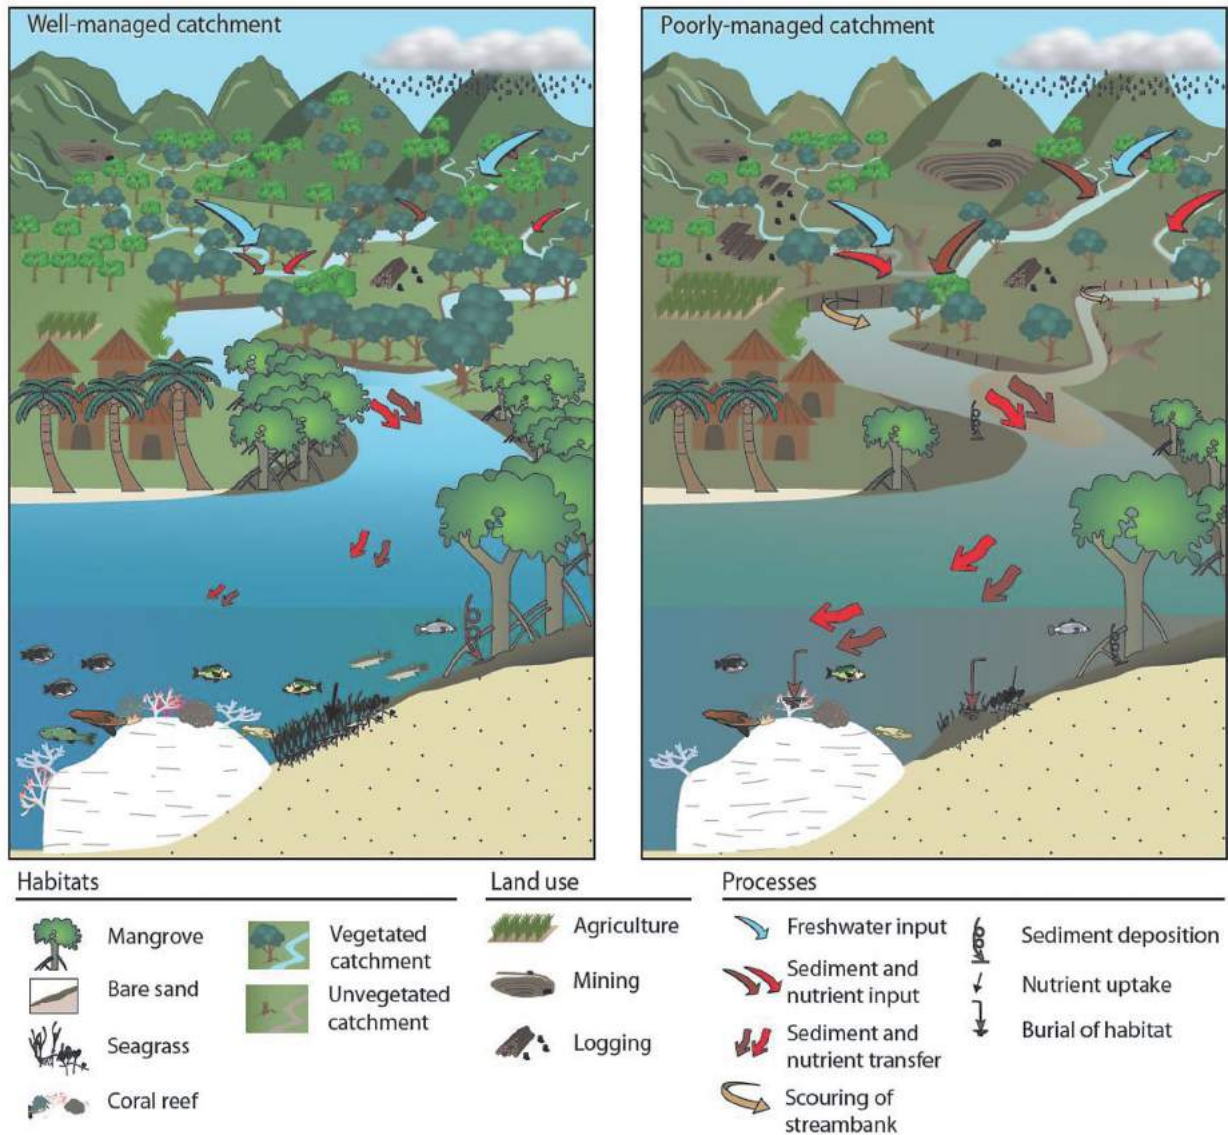 Well-managed catchment
Poorly-managed catchment
Habitats
Mangrove
Bare sand
Seagrass
Coral reef
Vegetated
catchment
Unvegetated
catchment
Land use
Agriculture
Mining
Logging
Processes
Freshwater input
Sediment and
nutrient input
Sediment and
nutrient transfer
Scouring of
streambank
Sediment deposition
Nutrient uptake
Burial of habitat